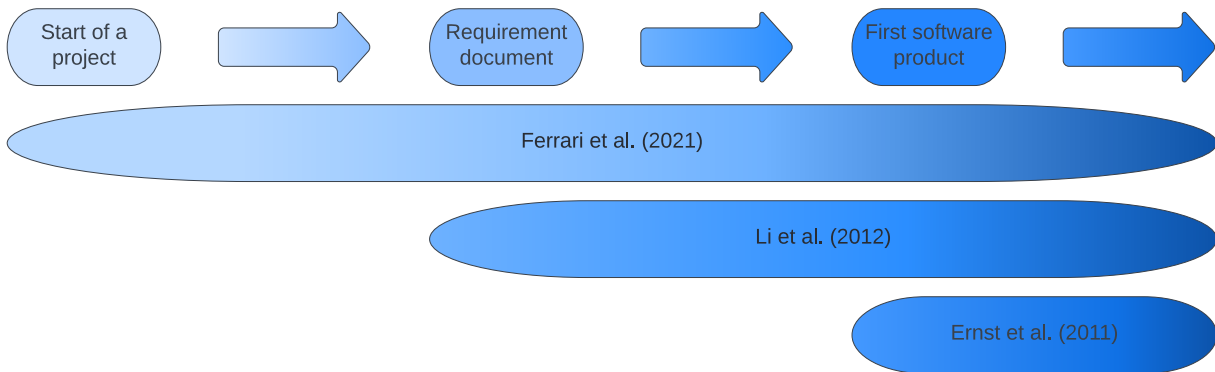 Start of a
project
Requirement
document
First software
product
Ferrari et al. (2021)
Li et al. (2012)
Ernst et al. (2011)